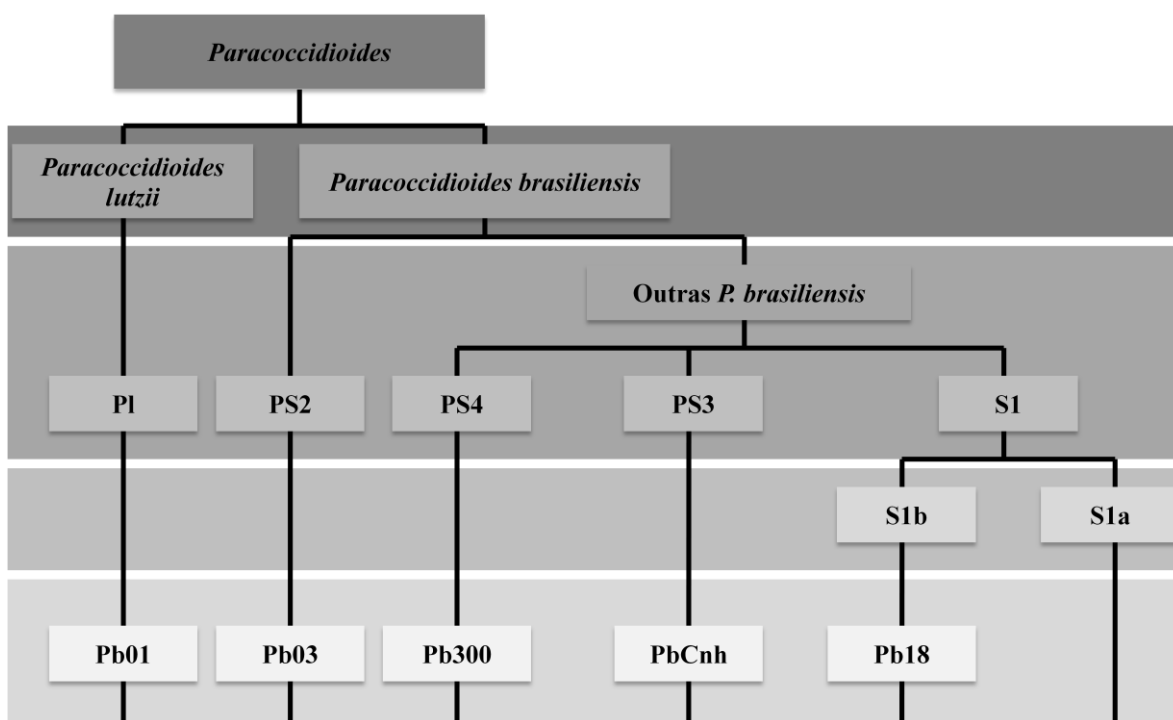 Paracoccidioides
Paracoccidioides
lutzii
Paracoccidioides brasiliensis
Outras P. brasiliensis
Pl
PS2
PS4
PS3
S1
S1b
S1a
Pb01
Pb03
Pb300
PbCnh
Pb18